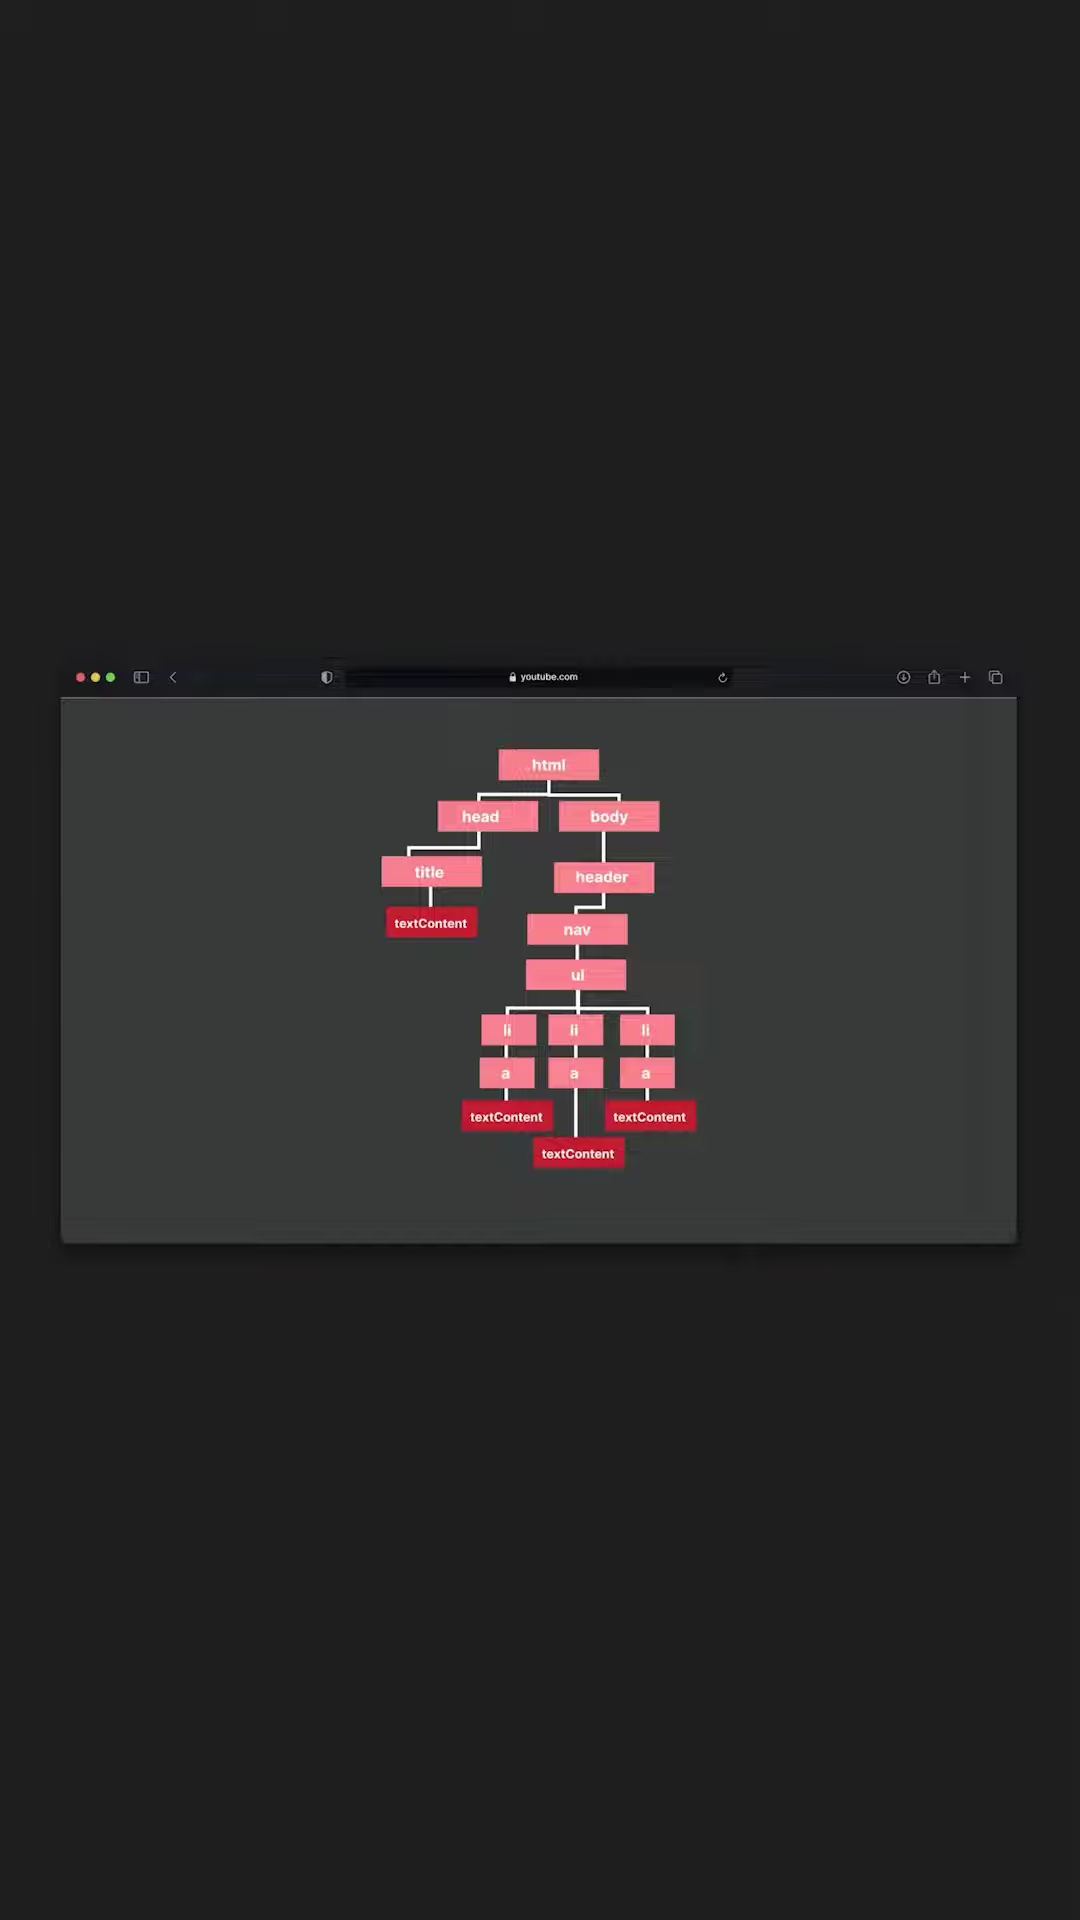 youtube.com
html
head
body
title
header
textContent
nav
ul
li
li
li
a
a
a
textContent
textContent
textContent